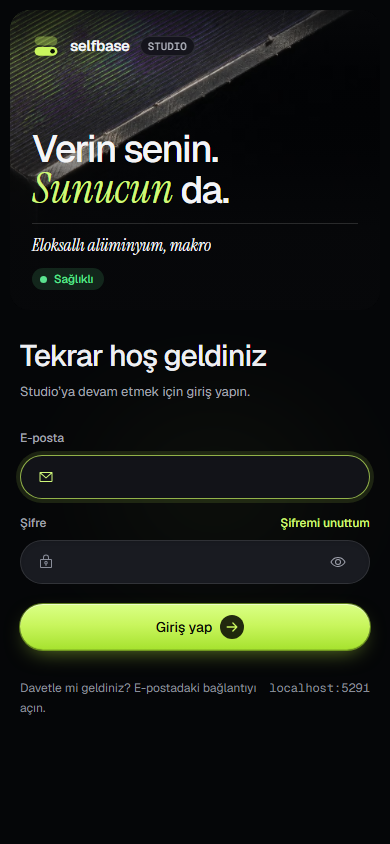 selfbase STUDIO
Verin senin.
Sunucun da.
Eloksallı alüminyum, makro
Sağlıklı
Tekrar hoş geldiniz
Studio'ya devam etmek için giriş yapın.
E-posta
Şifre Şifremi unuttum
Giriş yap
Davetle mi geldiniz? E-postadaki bağlantıyı açın.
localhost:5291